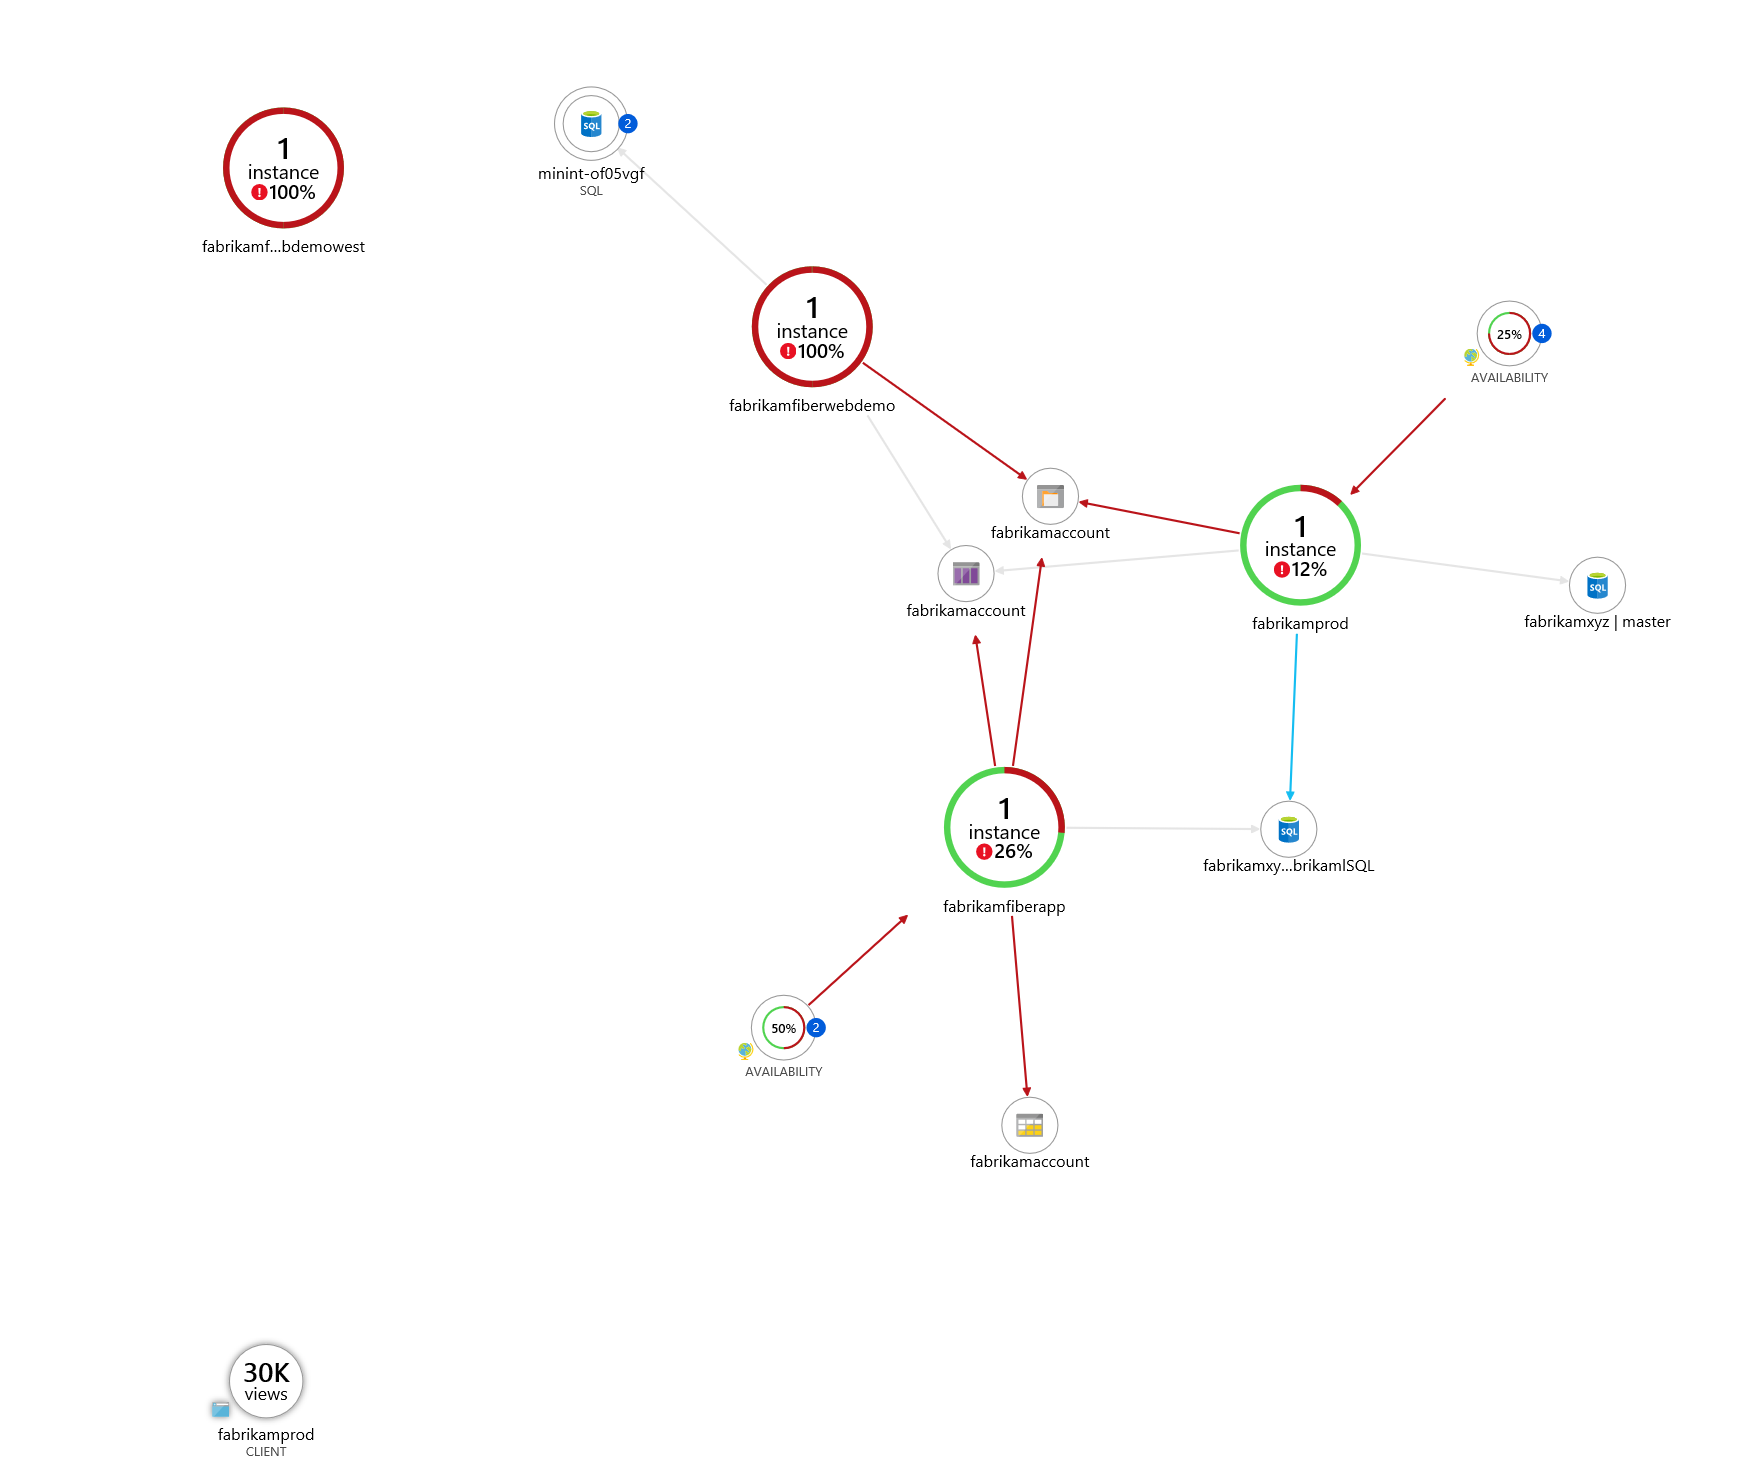 1
instance
! 100%
fabrikamf...bdemowest
SQL
2
minint-of05vgf
SQL
1
instance
! 100%
fabrikamfiberwebdemo
25%
4
AVAILABILITY
fabrikamaccount
fabrikamaccount
1
instance
! 12%
fabrikamprod
SQL
fabrikamxyz | master
1
instance
! 26%
fabrikamfiberapp
SQL
fabrikamxy...brikamlSQL
50%
2
AVAILABILITY
fabrikamaccount
30K
views
fabrikamprod
CLIENT